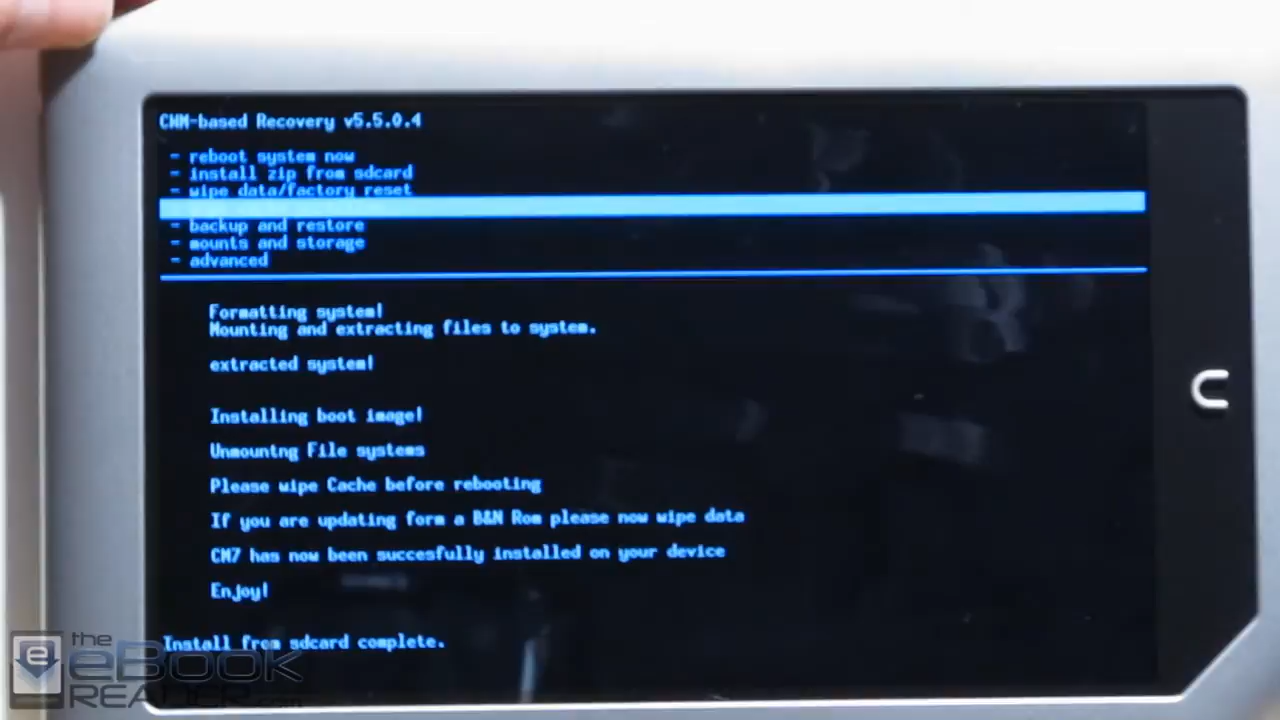 CWM-based Recovery v5.5.0.4
- reboot system now
- install zip from sdcard
- wipe data/factory reset
- backup and restore
- mounts and storage
- advanced
Formatting system!
Mounting and extracting files to system.
extracted system!
Installing boot image!
Unmountng File systems
Please wipe Cache before rebooting
If you are updating form a B&N Rom please now wipe data
CM7 has now been succesfully installed on your device
Enjoy!
Install from sdcard complete.
the
eBook
READER.com